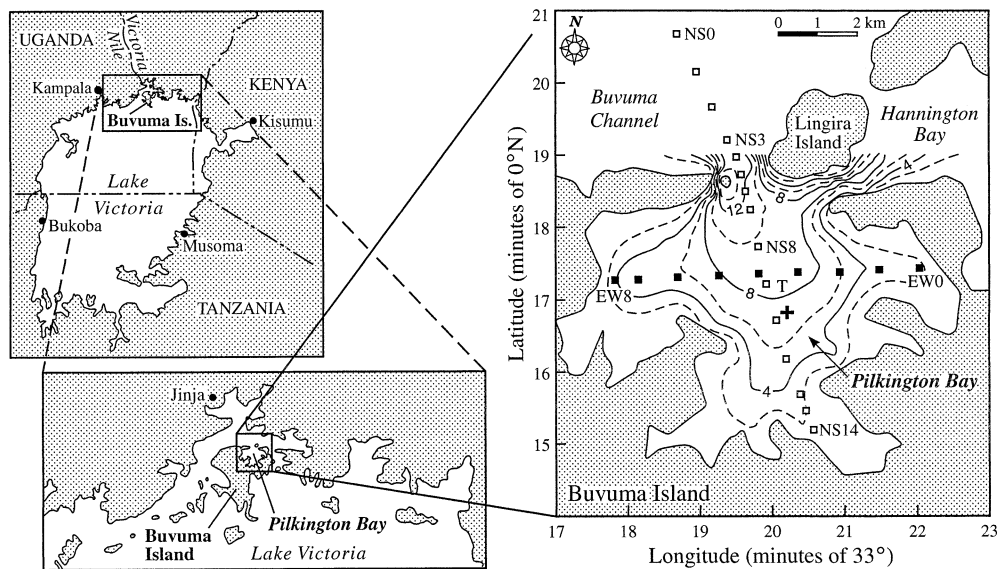 UGANDA
Victoria
Nile
KENYA
Kampala
Buvuma Is.
Kisumu
Lake
Victoria
Bukoba
Musoma
TANZANIA
Jinja
Pilkington Bay
Buvuma
Island
Lake Victoria
21
20
19
18
17
16
15
Latitude (minutes of 0°N)
N
0 1 2 km
NS0
Buvuma
Channel
Lingira
Island
Hannington
Bay
NS3
4
8
12
NS8
T
8
EW8
EW0
Pilkington Bay
4
NS14
Buvuma Island
17 18 19 20 21 22 23
Longitude (minutes of 33°)